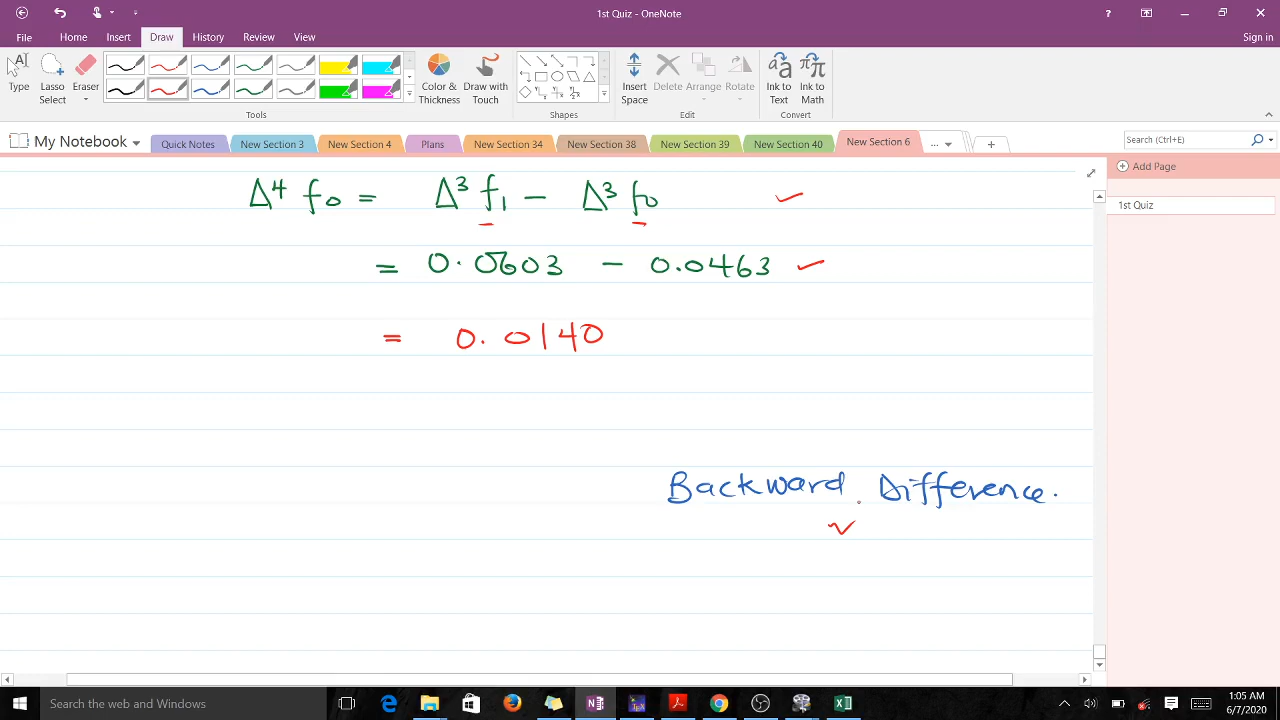 1st Quiz - OneNote
File Home Insert Draw History Review View Sign in
Type Lasso Select Eraser Color & Thickness Draw with Touch Insert Space Delete Arrange Rotate Ink to Text Ink to Math
Tools Shapes Edit Convert
My Notebook Quick Notes New Section 3 New Section 4 Plans New Section 34 New Section 38 New Section 39 New Section 40 New Section 6 ... Search (Ctrl+E)
Add Page
1st Quiz
Δ⁴ f₀ = Δ³ f₁ − Δ³ f₀ ✓
= 0.0603 − 0.0463 ✓
= 0.0140
Backward Difference.
Search the web and Windows
1:05 AM
6/7/2020